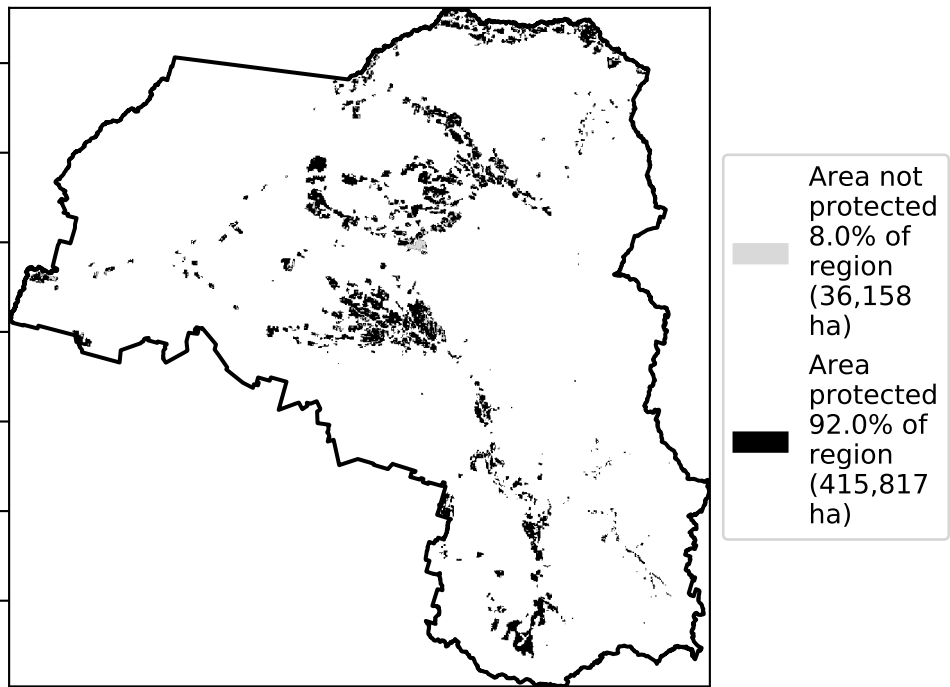 Area not
protected
8.0% of
region
(36,158
ha)
Area
protected
92.0% of
region
(415,817
ha)